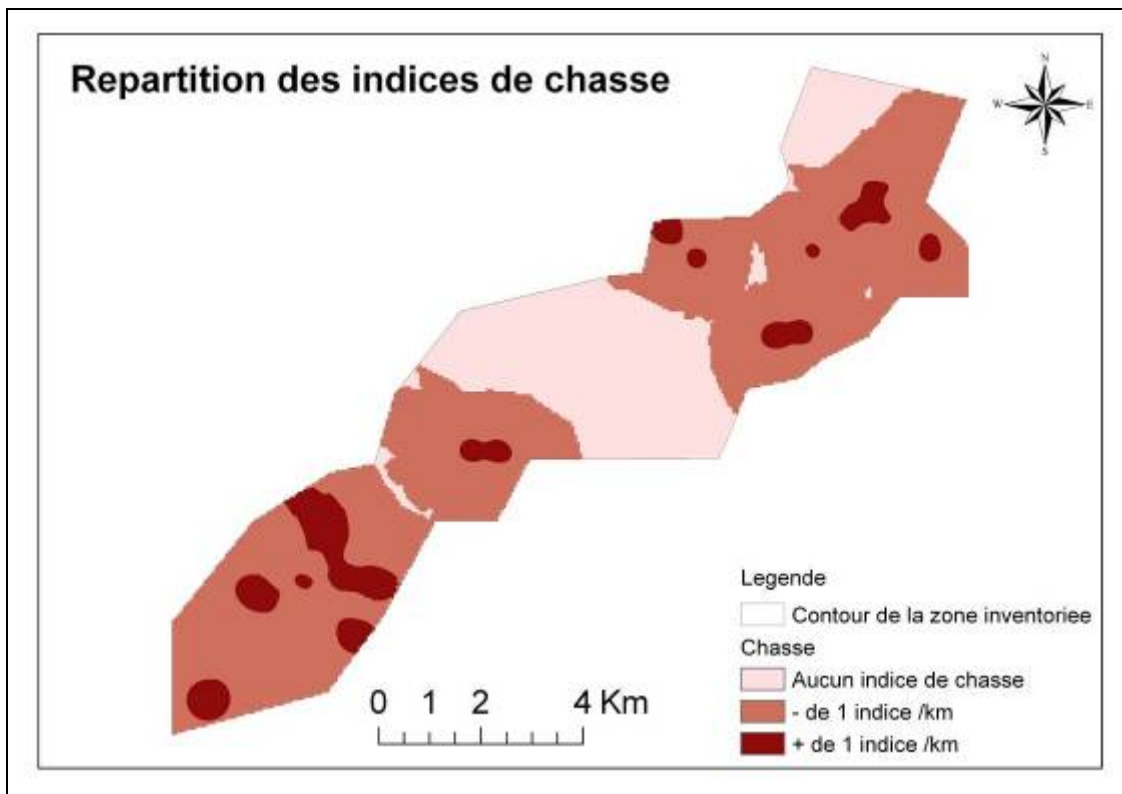 Repartition des indices de chasse
N
W E
S
Legende
Contour de la zone inventoriee
Chasse
Aucun indice de chasse
- de 1 indice /km
+ de 1 indice /km
0 1 2 4 Km